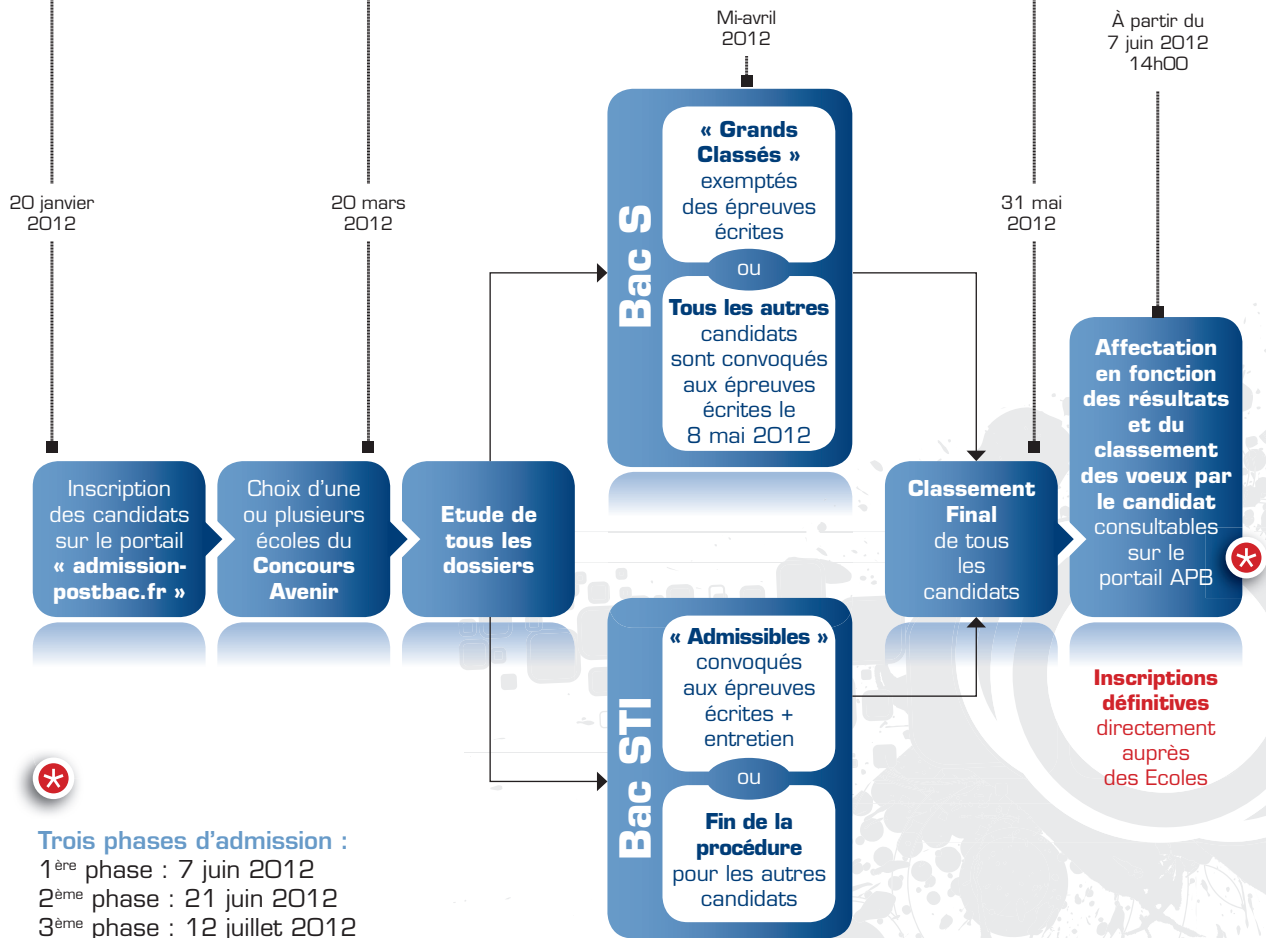 20 janvier
2012
20 mars
2012
Mi-avril
2012
31 mai
2012
À partir du
7 juin 2012
14h00
Inscription
des candidats
sur le portail
« admission-
postbac.fr »
Choix d'une
ou plusieurs
écoles du
Concours
Avenir
Etude de
tous les
dossiers
Bac S
« Grands
Classés »
exemptés
des épreuves
écrites
ou
Tous les autres
candidats
sont convoqués
aux épreuves
écrites le
8 mai 2012
Bac STI
« Admissibles »
convoqués
aux épreuves
écrites +
entretien
ou
Fin de la
procédure
pour les autres
candidats
Classement
Final
de tous
les
candidats
Affectation
en fonction
des résultats
et du
classement
des voeux par
le candidat
consultables
sur le
portail APB
*
Inscriptions
définitives
directement
auprès
des Ecoles
*
Trois phases d'admission :
1ère phase : 7 juin 2012
2ème phase : 21 juin 2012
3ème phase : 12 juillet 2012